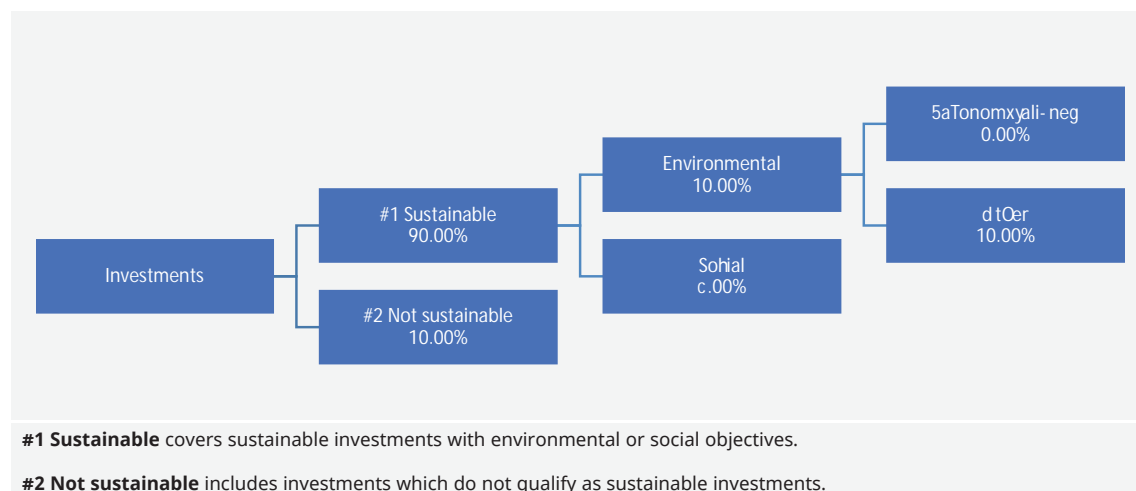 5aTonomxyali- neg
0.00%
Environmental
10.00%
#1 Sustainable
90.00%
d tOer
10.00%
Investments
Sohial
c.00%
#2 Not sustainable
10.00%
#1 Sustainable covers sustainable investments with environmental or social objectives.
#2 Not sustainable includes investments which do not qualify as sustainable investments.